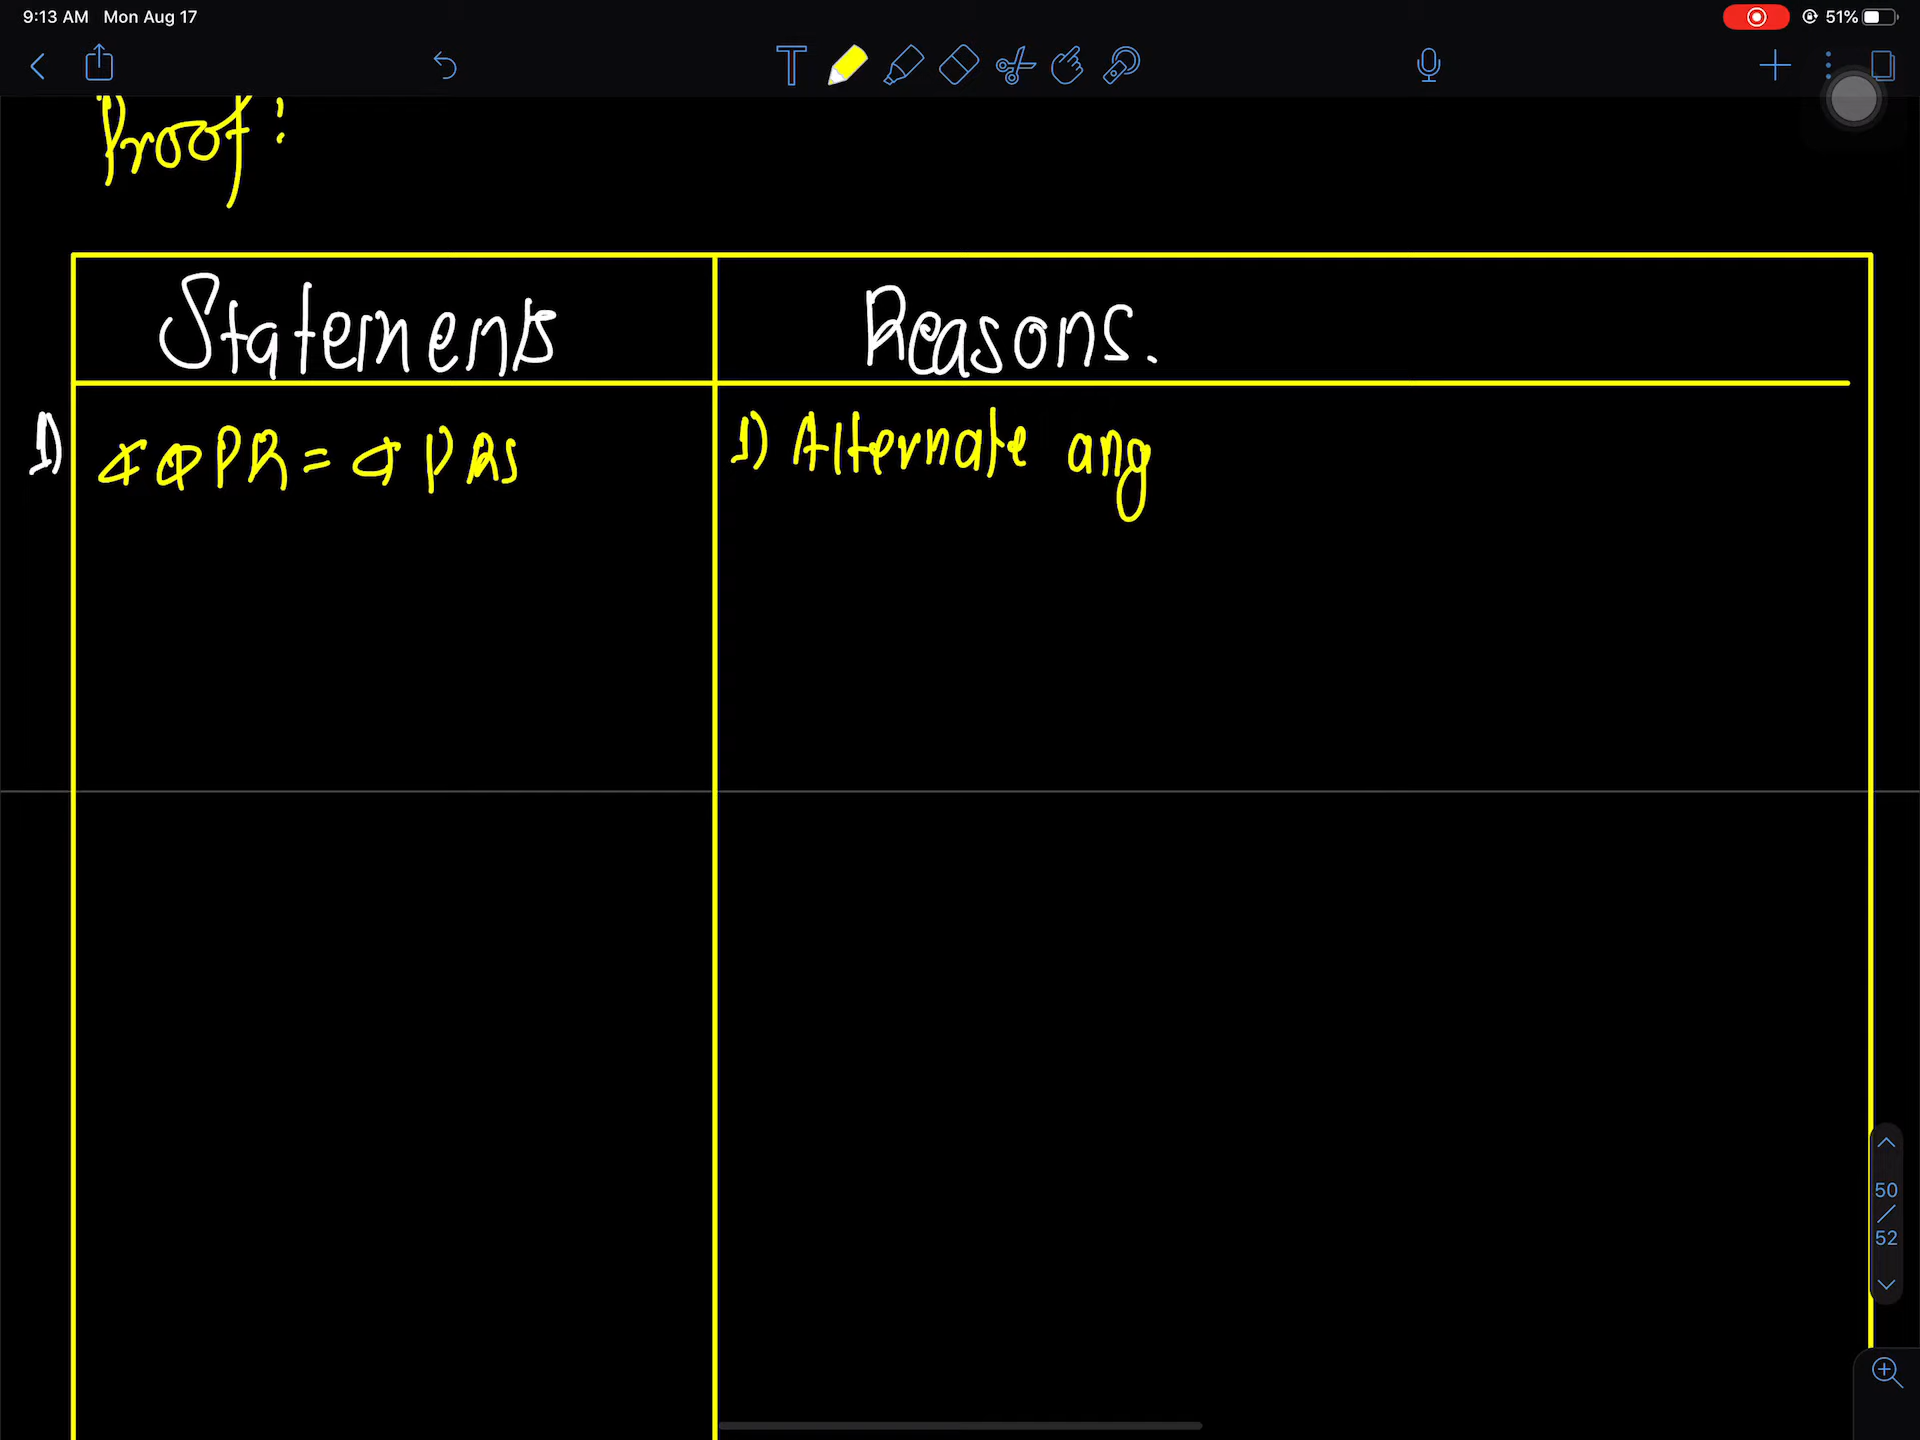 9:13 AM Mon Aug 17
51%
Proof:
Statements
Reasons.
1) ∢QPR = ∢PRS
1) Alternate ang
50
/
52